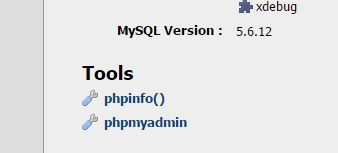 xdebug
MySQL Version : 5.6.12
Tools
phpinfo()
phpmyadmin